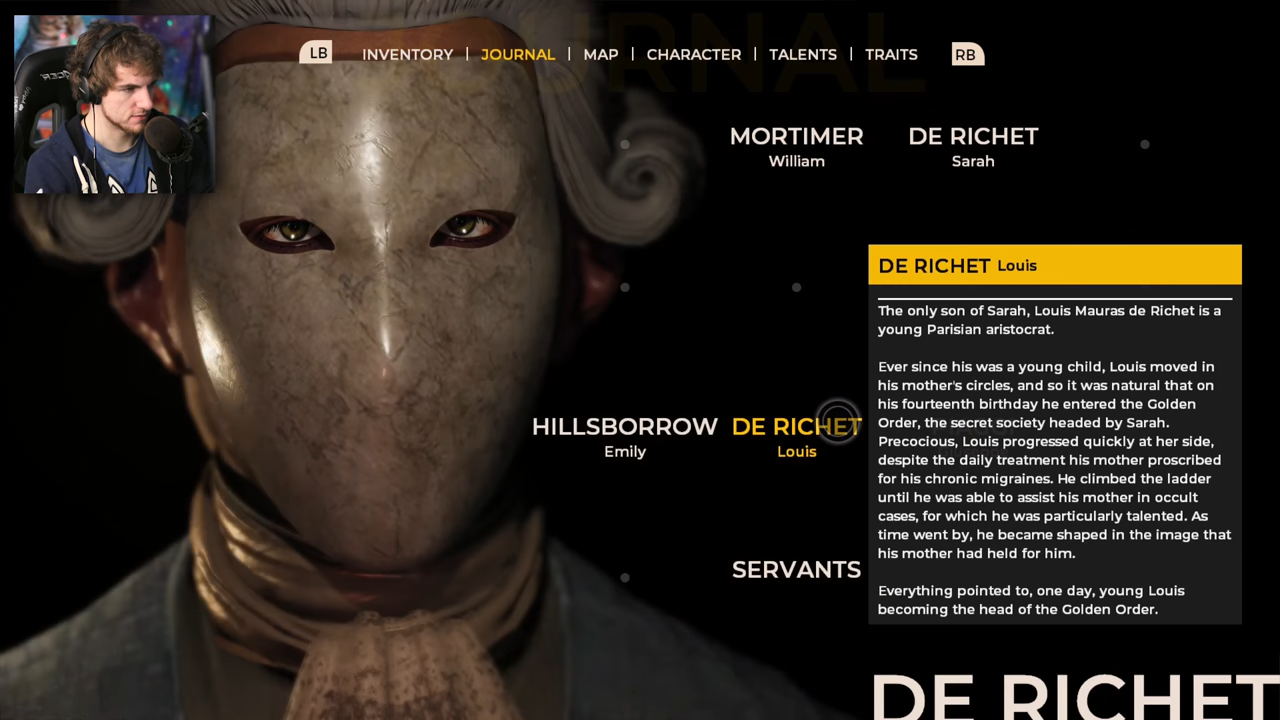 URNAL
LB INVENTORY | JOURNAL | MAP | CHARACTER | TALENTS | TRAITS RB
MORTIMER
William
DE RICHET
Sarah
HILLSBORROW
Emily
DE RICHET
Louis
SERVANTS
DE RICHET Louis
The only son of Sarah, Louis Mauras de Richet is a
young Parisian aristocrat.
Ever since his was a young child, Louis moved in
his mother's circles, and so it was natural that on
his fourteenth birthday he entered the Golden
Order, the secret society headed by Sarah.
Precocious, Louis progressed quickly at her side,
despite the daily treatment his mother proscribed
for his chronic migraines. He climbed the ladder
until he was able to assist his mother in occult
cases, for which he was particularly talented. As
time went by, he became shaped in the image that
his mother had held for him.
Everything pointed to, one day, young Louis
becoming the head of the Golden Order.
DE RICHET